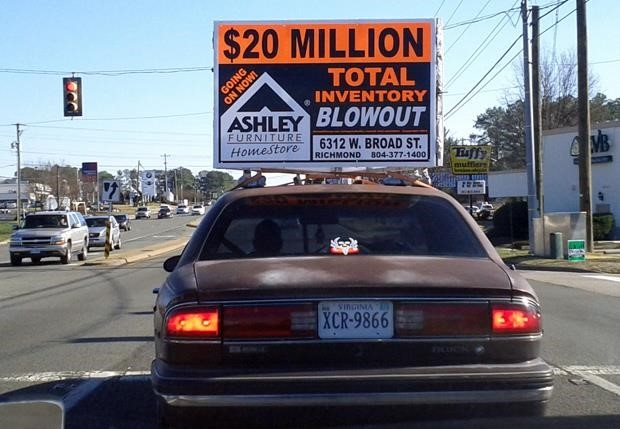 $20 MILLION
GOING
ON NOW!
TOTAL
INVENTORY
BLOWOUT
ASHLEY
FURNITURE
HomeStore
6312 W. BROAD ST.
RICHMOND 804-377-1400
Tuffy
mufflers
VB
VIRGINIA
XCR-9866
BUICK